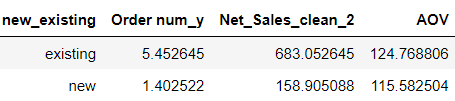 new_existing Order num_y Net_Sales_clean_2 AOV
existing 5.452645 683.052645 124.768806
new 1.402522 158.905088 115.582504